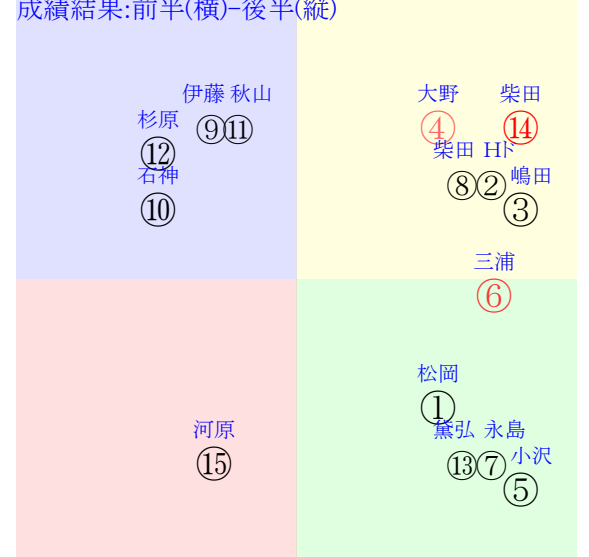 成績結果:前半(横)-後半(縦)
伊藤 秋山
⑨⑪
杉原
⑫
石神
⑩
大野
④
柴田
⑭
柴田 Hド
⑧②
嶋田
③
三浦
⑥
松岡
①
黛弘 永島
⑬⑦
小沢
⑤
河原
⑮